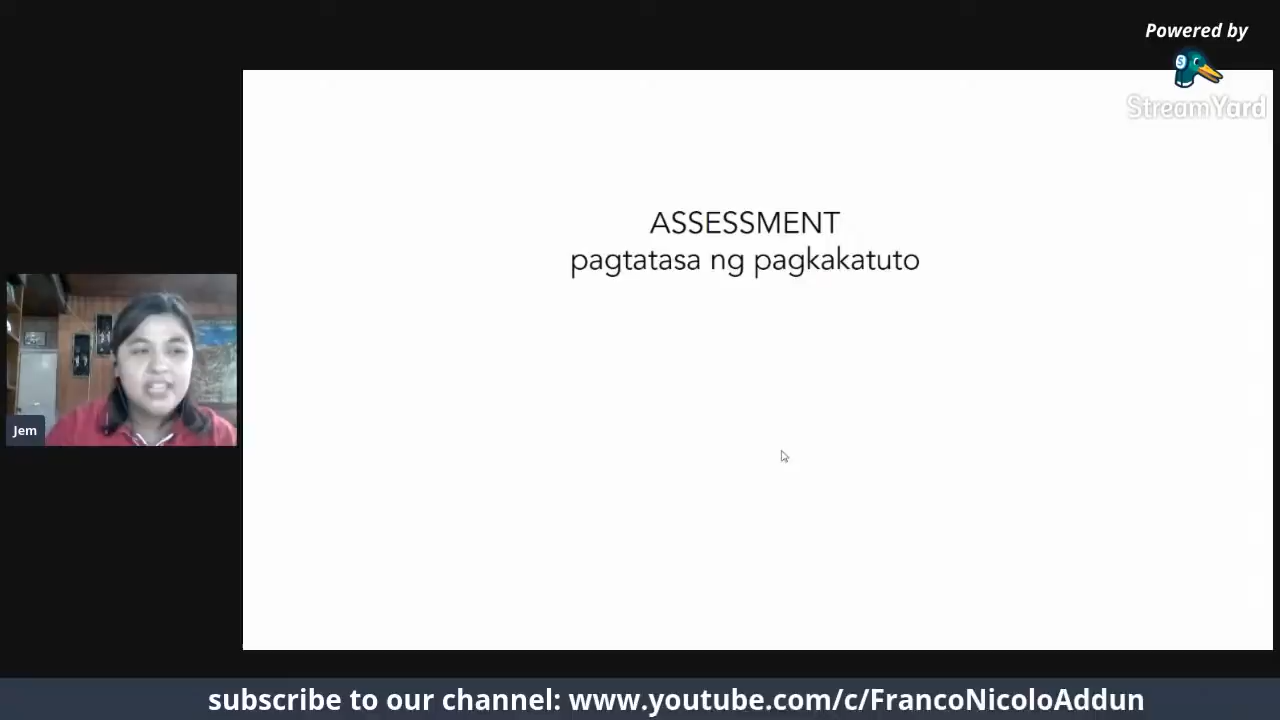 Powered by
StreamYard
ASSESSMENT
pagtatasa ng pagkakatuto
Jem
subscribe to our channel: www.youtube.com/c/FrancoNicoloAddun